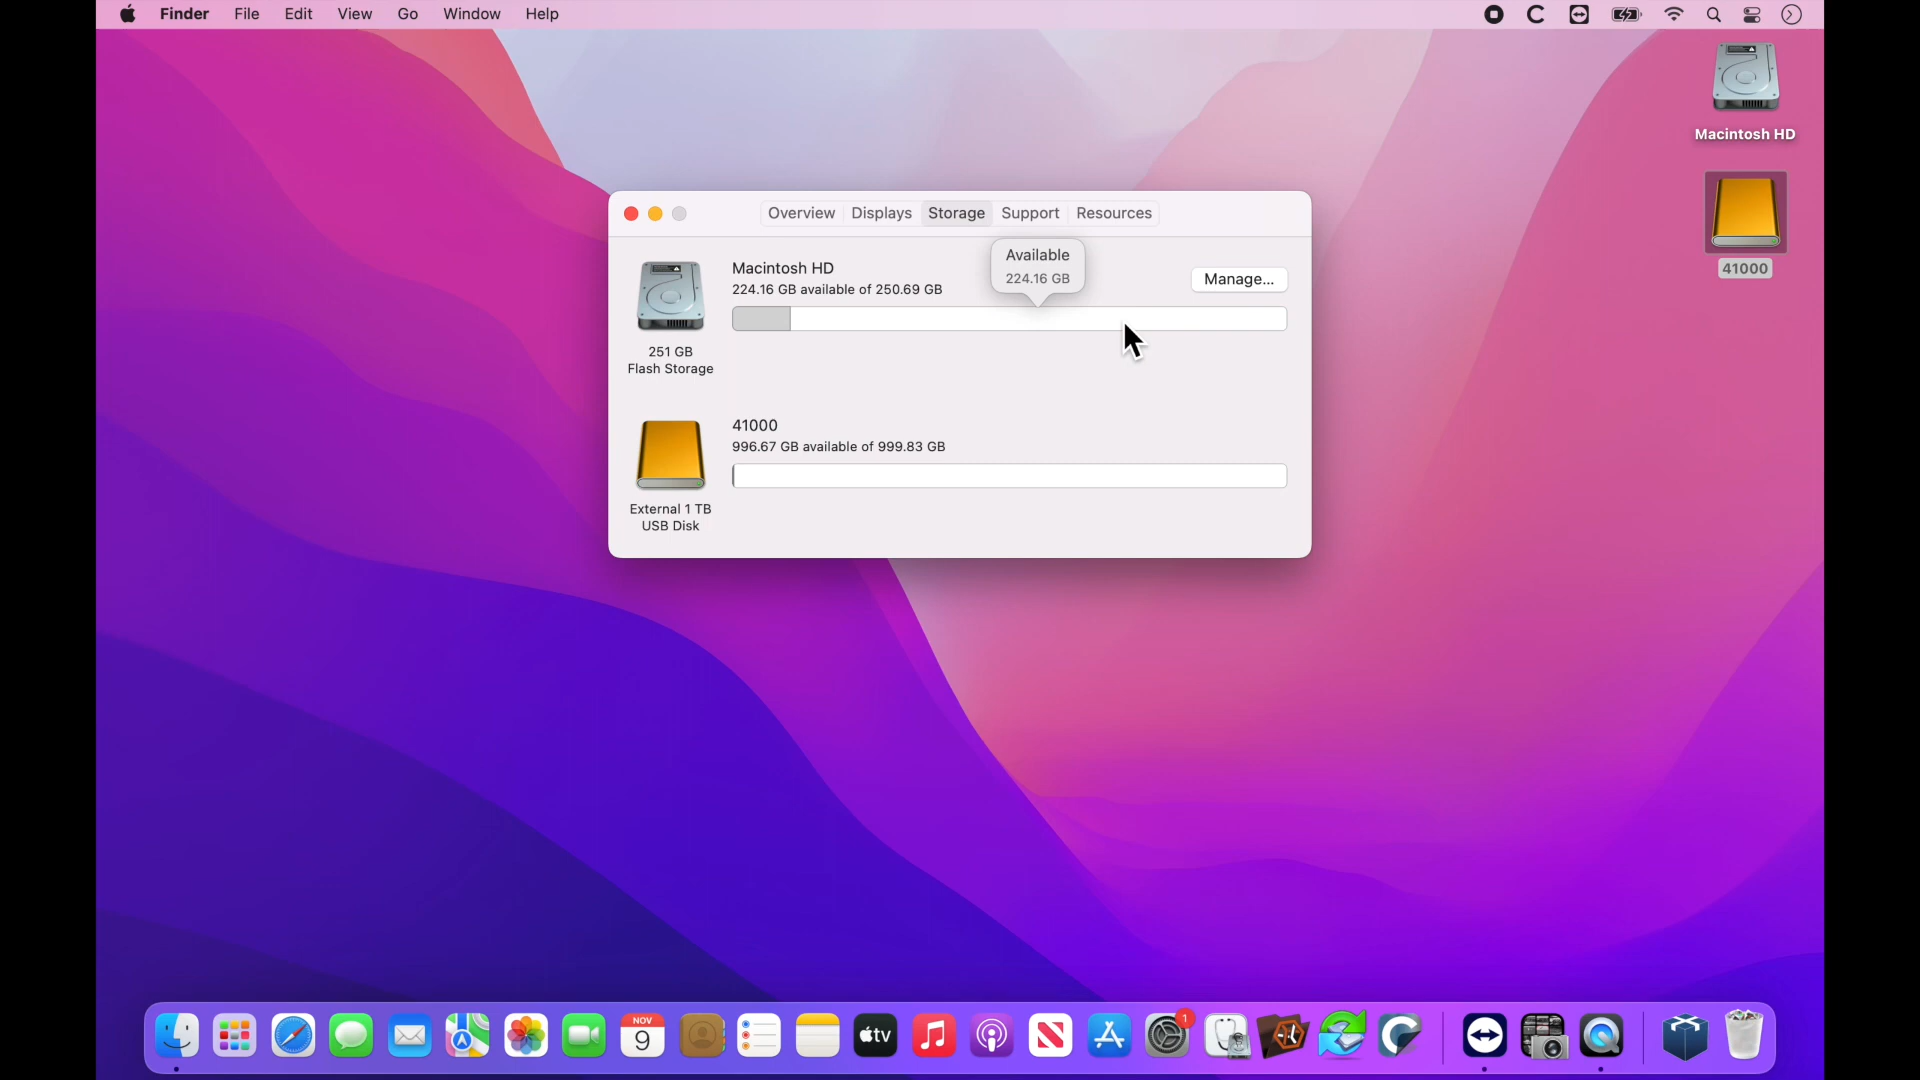 Finder File Edit View Go Window Help
Macintosh HD
41000
Overview Displays Storage Support Resources
Available
224.16 GB
Macintosh HD
224.16 GB available of 250.69 GB
Manage...
251 GB
Flash Storage
41000
996.67 GB available of 999.83 GB
External 1 TB
USB Disk
NOV
9
tv
1